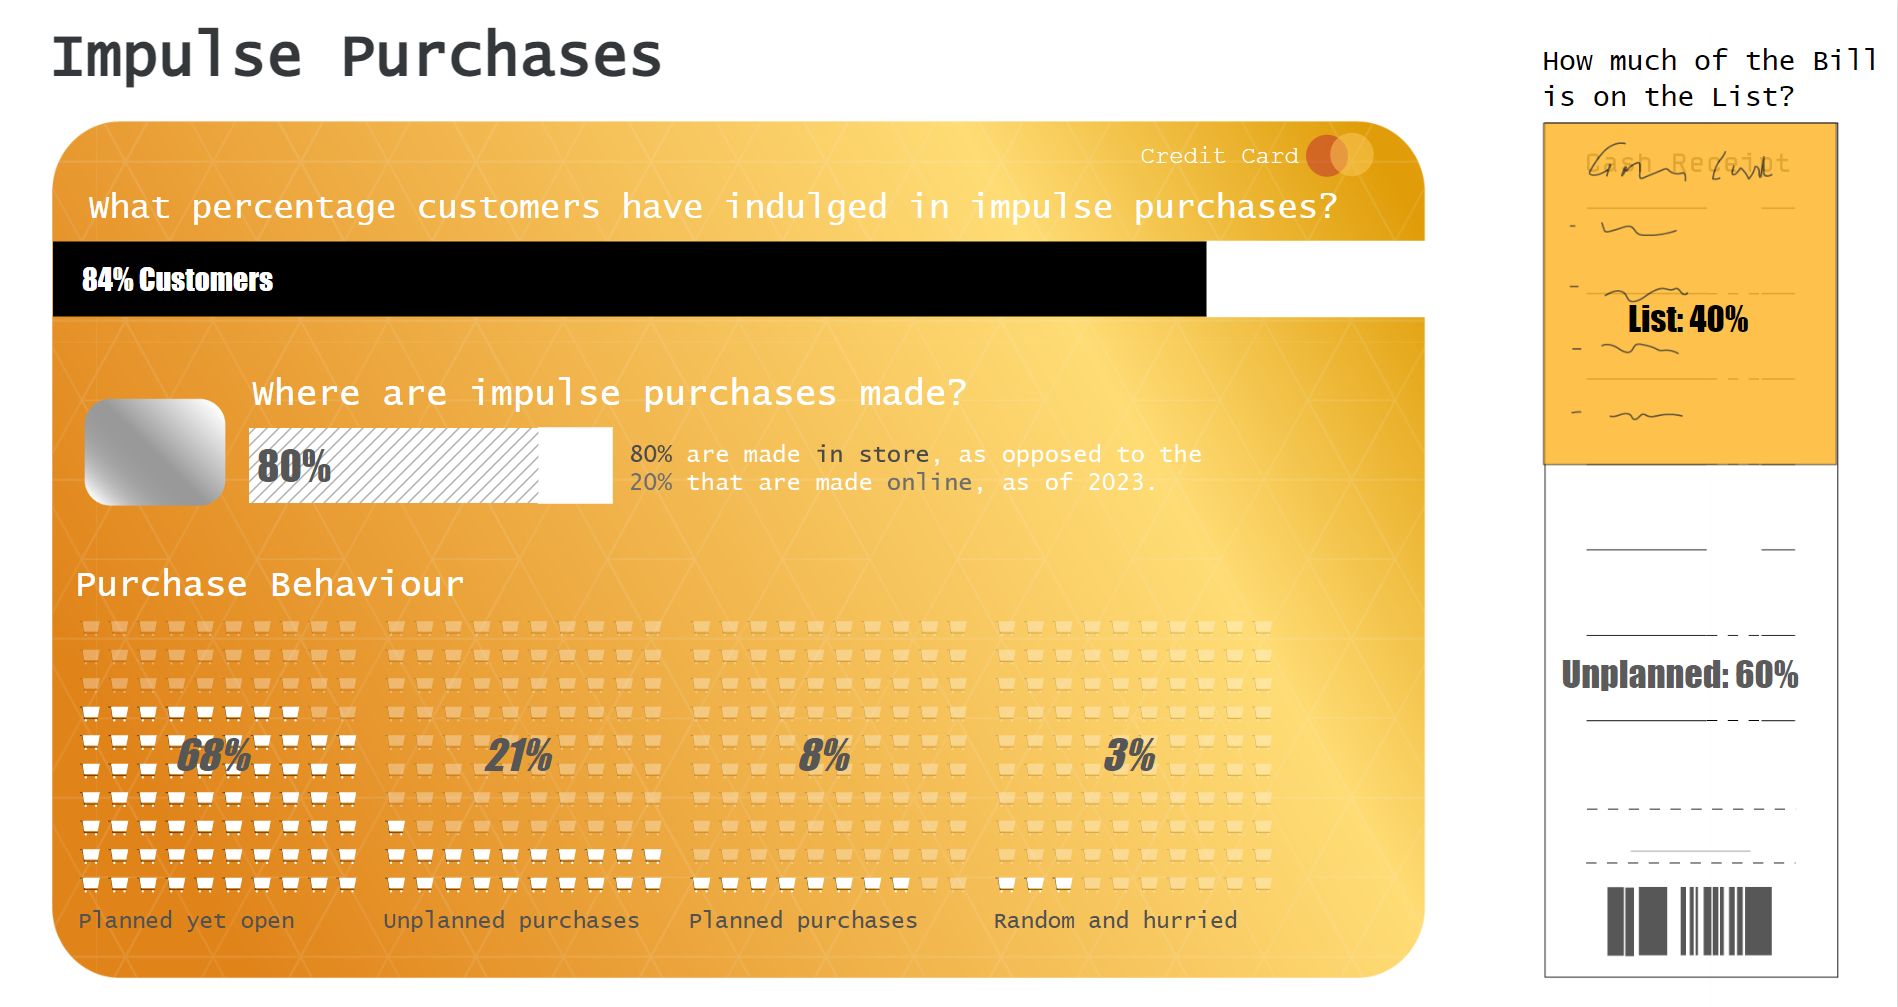 Impulse Purchases
Credit Card
What percentage customers have indulged in impulse purchases?
84% Customers
Where are impulse purchases made?
80%
80% are made in store, as opposed to the
20% that are made online, as of 2023.
Purchase Behaviour
68%
21%
8%
3%
Planned yet open
Unplanned purchases
Planned purchases
Random and hurried
How much of the Bill
is on the List?
Cash Receipt
List: 40%
Unplanned: 60%